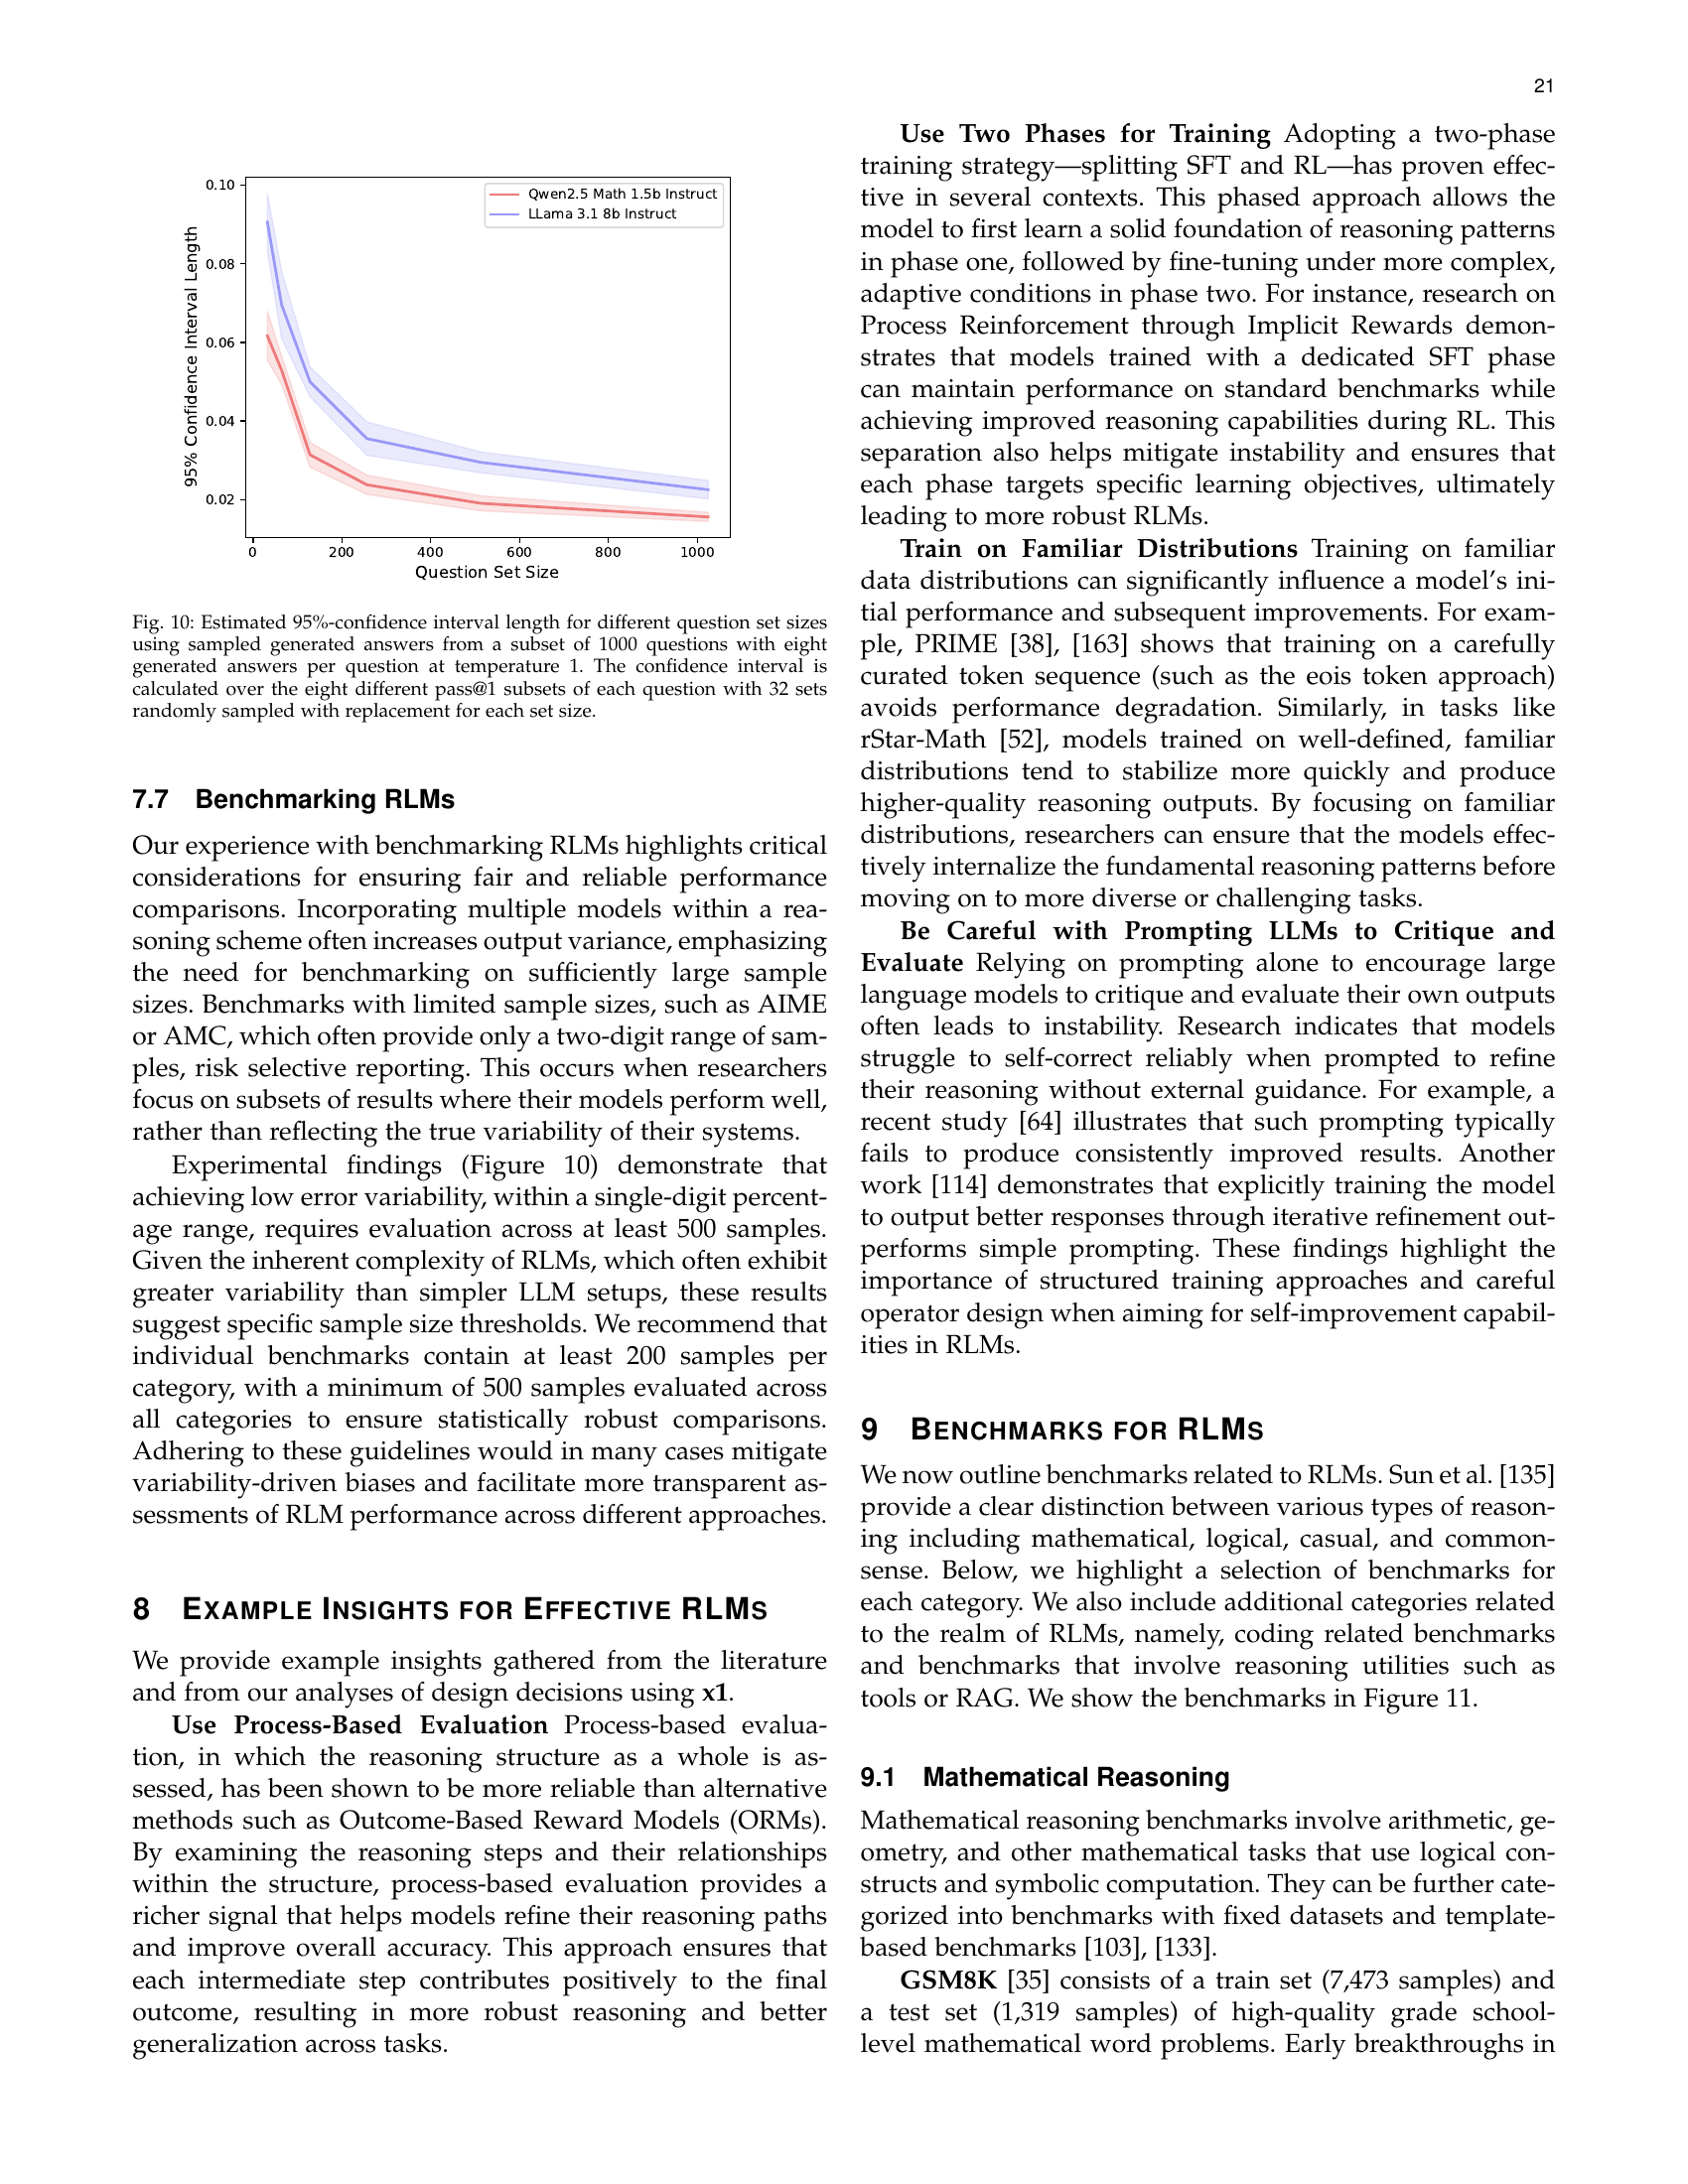 21
0.10
0.08
0.06
0.04
0.02
95% Confidence Interval Length
Qwen2.5 Math 1.5b Instruct
LLama 3.1 8b Instruct
0
200
400
600
800
1000
Question Set Size
Fig. 10: Estimated 95%-confidence interval length for different question set sizes
using sampled generated answers from a subset of 1000 questions with eight
generated answers per question at temperature 1. The confidence interval is
calculated over the eight different pass@1 subsets of each question with 32 sets
randomly sampled with replacement for each set size.
7.7 Benchmarking RLMs
Our experience with benchmarking RLMs highlights critical
considerations for ensuring fair and reliable performance
comparisons. Incorporating multiple models within a rea-
soning scheme often increases output variance, emphasizing
the need for benchmarking on sufficiently large sample
sizes. Benchmarks with limited sample sizes, such as AIME
or AMC, which often provide only a two-digit range of sam-
ples, risk selective reporting. This occurs when researchers
focus on subsets of results where their models perform well,
rather than reflecting the true variability of their systems.
Experimental findings (Figure 10) demonstrate that
achieving low error variability, within a single-digit percent-
age range, requires evaluation across at least 500 samples.
Given the inherent complexity of RLMs, which often exhibit
greater variability than simpler LLM setups, these results
suggest specific sample size thresholds. We recommend that
individual benchmarks contain at least 200 samples per
category, with a minimum of 500 samples evaluated across
all categories to ensure statistically robust comparisons.
Adhering to these guidelines would in many cases mitigate
variability-driven biases and facilitate more transparent as-
sessments of RLM performance across different approaches.
8 EXAMPLE INSIGHTS FOR EFFECTIVE RLMS
We provide example insights gathered from the literature
and from our analyses of design decisions using x1.
Use Process-Based Evaluation Process-based evalua-
tion, in which the reasoning structure as a whole is as-
sessed, has been shown to be more reliable than alternative
methods such as Outcome-Based Reward Models (ORMs).
By examining the reasoning steps and their relationships
within the structure, process-based evaluation provides a
richer signal that helps models refine their reasoning paths
and improve overall accuracy. This approach ensures that
each intermediate step contributes positively to the final
outcome, resulting in more robust reasoning and better
generalization across tasks.
Use Two Phases for Training Adopting a two-phase
training strategy—splitting SFT and RL—has proven effec-
tive in several contexts. This phased approach allows the
model to first learn a solid foundation of reasoning patterns
in phase one, followed by fine-tuning under more complex,
adaptive conditions in phase two. For instance, research on
Process Reinforcement through Implicit Rewards demon-
strates that models trained with a dedicated SFT phase
can maintain performance on standard benchmarks while
achieving improved reasoning capabilities during RL. This
separation also helps mitigate instability and ensures that
each phase targets specific learning objectives, ultimately
leading to more robust RLMs.
Train on Familiar Distributions Training on familiar
data distributions can significantly influence a model's ini-
tial performance and subsequent improvements. For exam-
ple, PRIME [38], [163] shows that training on a carefully
curated token sequence (such as the eois token approach)
avoids performance degradation. Similarly, in tasks like
rStar-Math [52], models trained on well-defined, familiar
distributions tend to stabilize more quickly and produce
higher-quality reasoning outputs. By focusing on familiar
distributions, researchers can ensure that the models effec-
tively internalize the fundamental reasoning patterns before
moving on to more diverse or challenging tasks.
Be Careful with Prompting LLMs to Critique and
Evaluate Relying on prompting alone to encourage large
language models to critique and evaluate their own outputs
often leads to instability. Research indicates that models
struggle to self-correct reliably when prompted to refine
their reasoning without external guidance. For example, a
recent study [64] illustrates that such prompting typically
fails to produce consistently improved results. Another
work [114] demonstrates that explicitly training the model
to output better responses through iterative refinement out-
performs simple prompting. These findings highlight the
importance of structured training approaches and careful
operator design when aiming for self-improvement capabil-
ities in RLMs.
9 BENCHMARKS FOR RLMS
We now outline benchmarks related to RLMs. Sun et al. [135]
provide a clear distinction between various types of reason-
ing including mathematical, logical, casual, and common-
sense. Below, we highlight a selection of benchmarks for
each category. We also include additional categories related
to the realm of RLMs, namely, coding related benchmarks
and benchmarks that involve reasoning utilities such as
tools or RAG. We show the benchmarks in Figure 11.
9.1 Mathematical Reasoning
Mathematical reasoning benchmarks involve arithmetic, ge-
ometry, and other mathematical tasks that use logical con-
structs and symbolic computation. They can be further cate-
gorized into benchmarks with fixed datasets and template-
based benchmarks [103], [133].
GSM8K [35] consists of a train set (7,473 samples) and
a test set (1,319 samples) of high-quality grade school-
level mathematical word problems. Early breakthroughs in